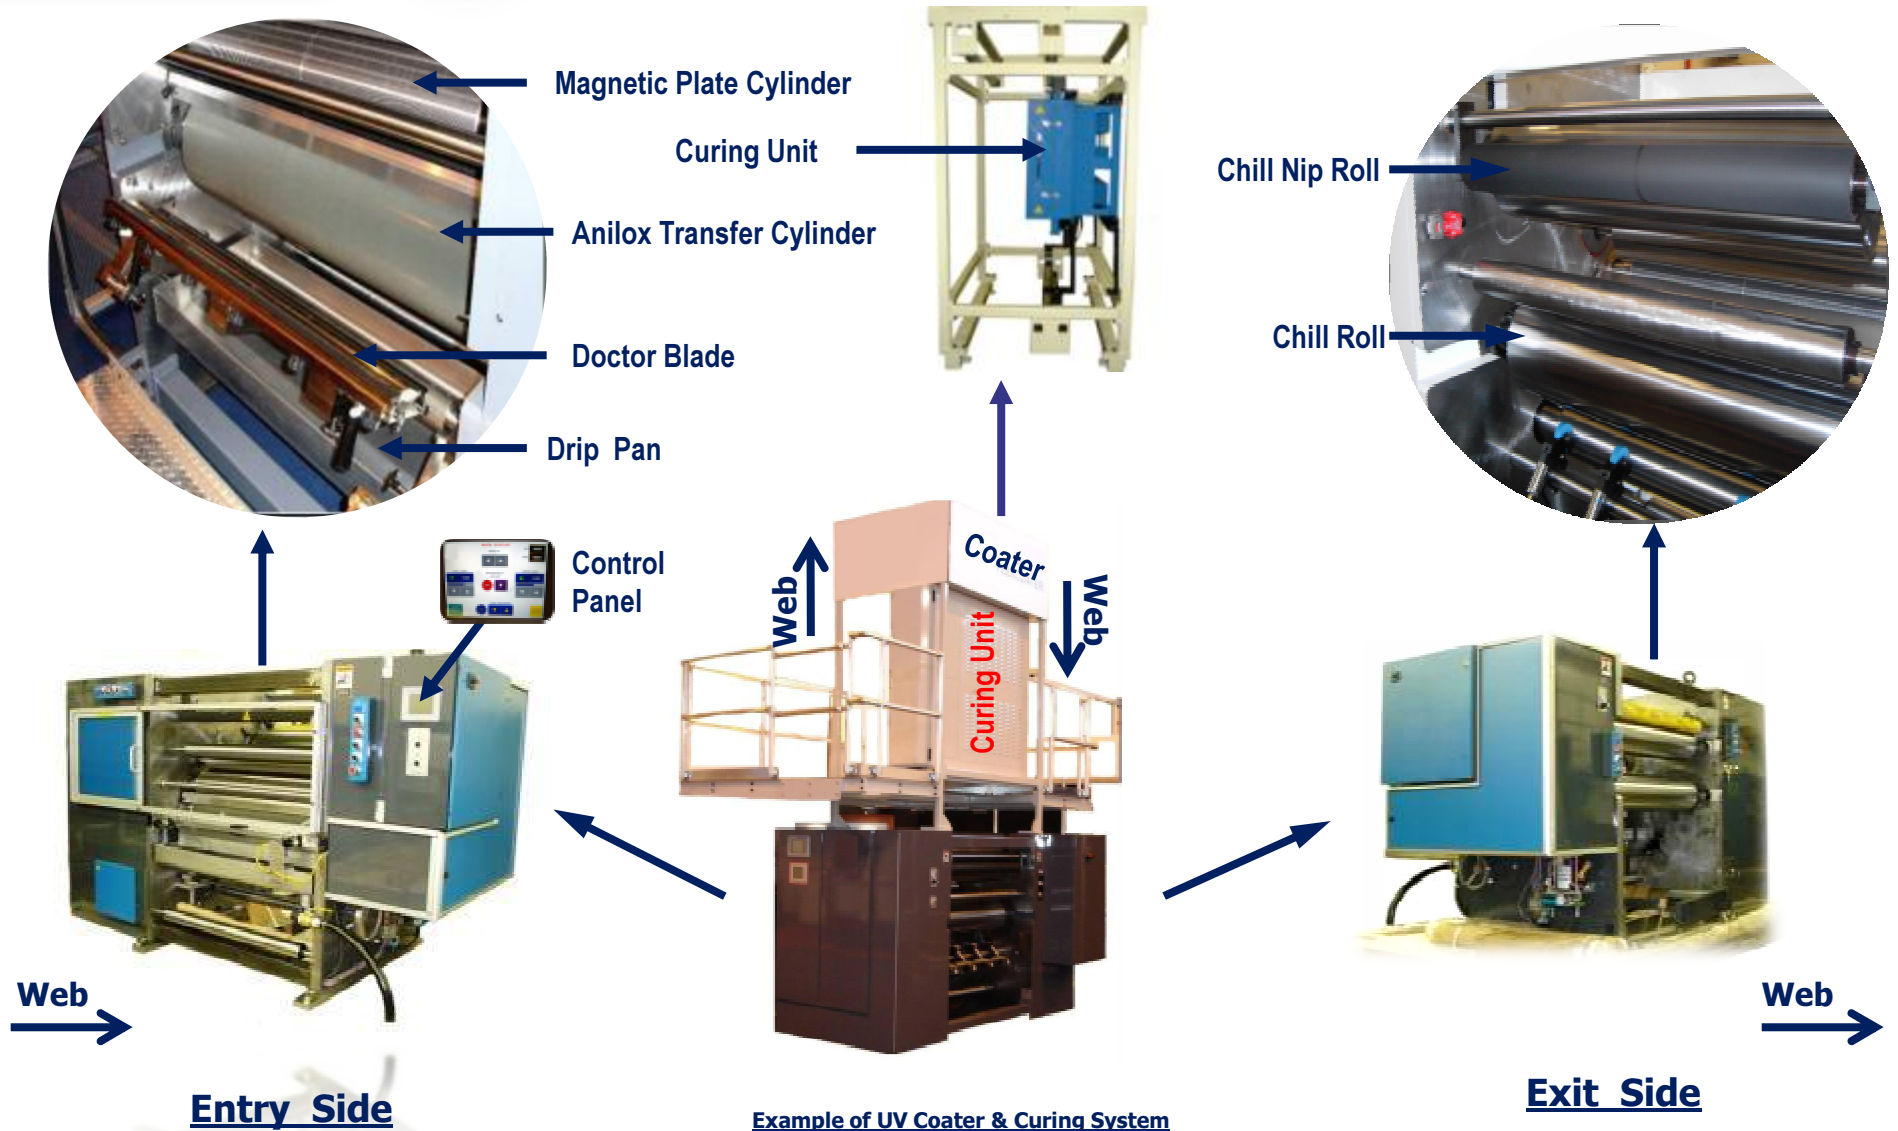 Magnetic Plate Cylinder
Curing Unit
Chill Nip Roll
Anilox Transfer Cylinder
Chill Roll
Doctor Blade
Drip Pan
Control
Panel
Coater
Web
Web
Curing Unit
Web
Web
Entry Side
Exit Side
Example of UV Coater & Curing System